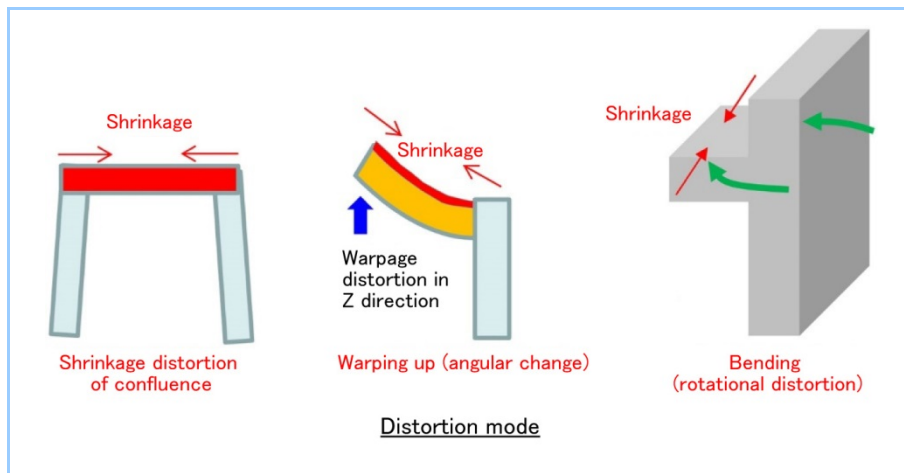 Shrinkage
Shrinkage distortion
of confluence
Shrinkage
Warpage
distortion in
Z direction
Warping up (angular change)
Shrinkage
Bending
(rotational distortion)
Distortion mode